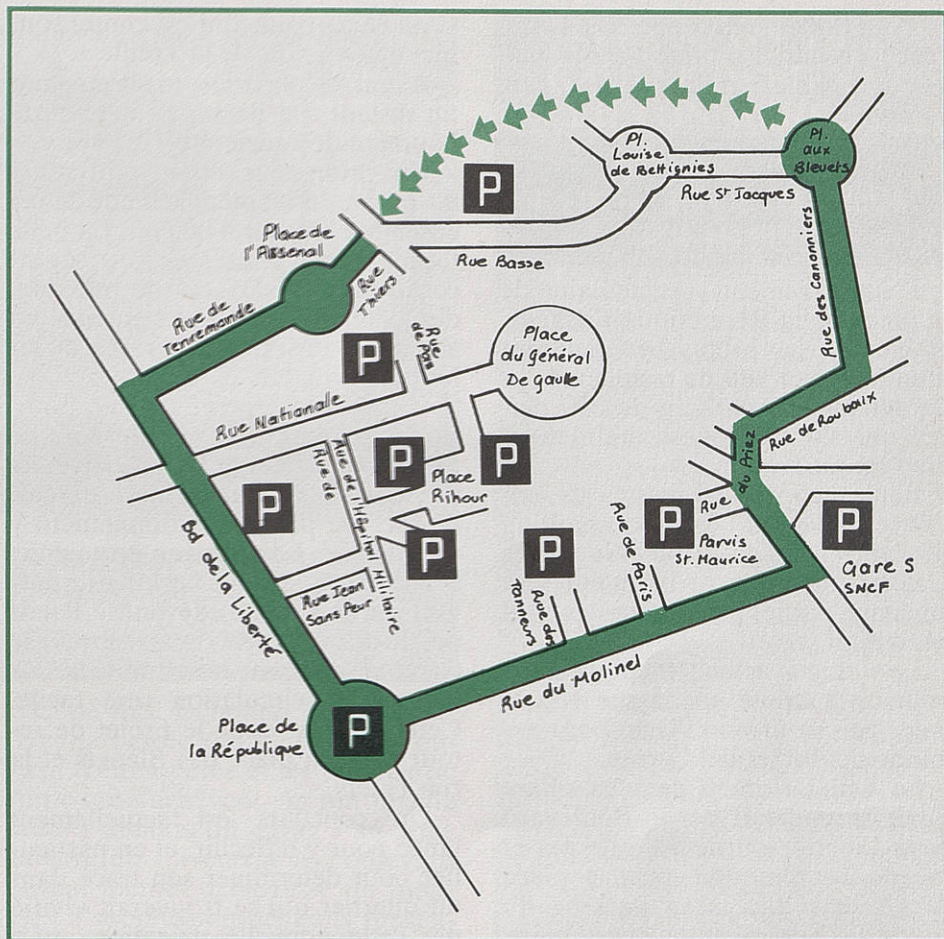 Pl.
Louise
de Bettignies
Pl.
aux
Bleuets
P
Rue St Jacques
Place de
l'Arsenal
Rue Basse
Rue
Thiers
Rue des Canonniers
Rue de
Tenremonde
P
Rue
de Pas
Place
du général
De gaulle
Rue Nationale
Rue de Roubaix
Rue de
Rue de l'Hôpital Militaire
P
Place
Rihour
P
Rue
du Priez
P
Bd de la Liberté
P
P
Rue de Paris
P
Parvis
St. Maurice
P
Gare S
SNCF
Rue Jean
Sans Peur
Rue des
Tanneurs
Rue du Molinel
Place de
la République
P